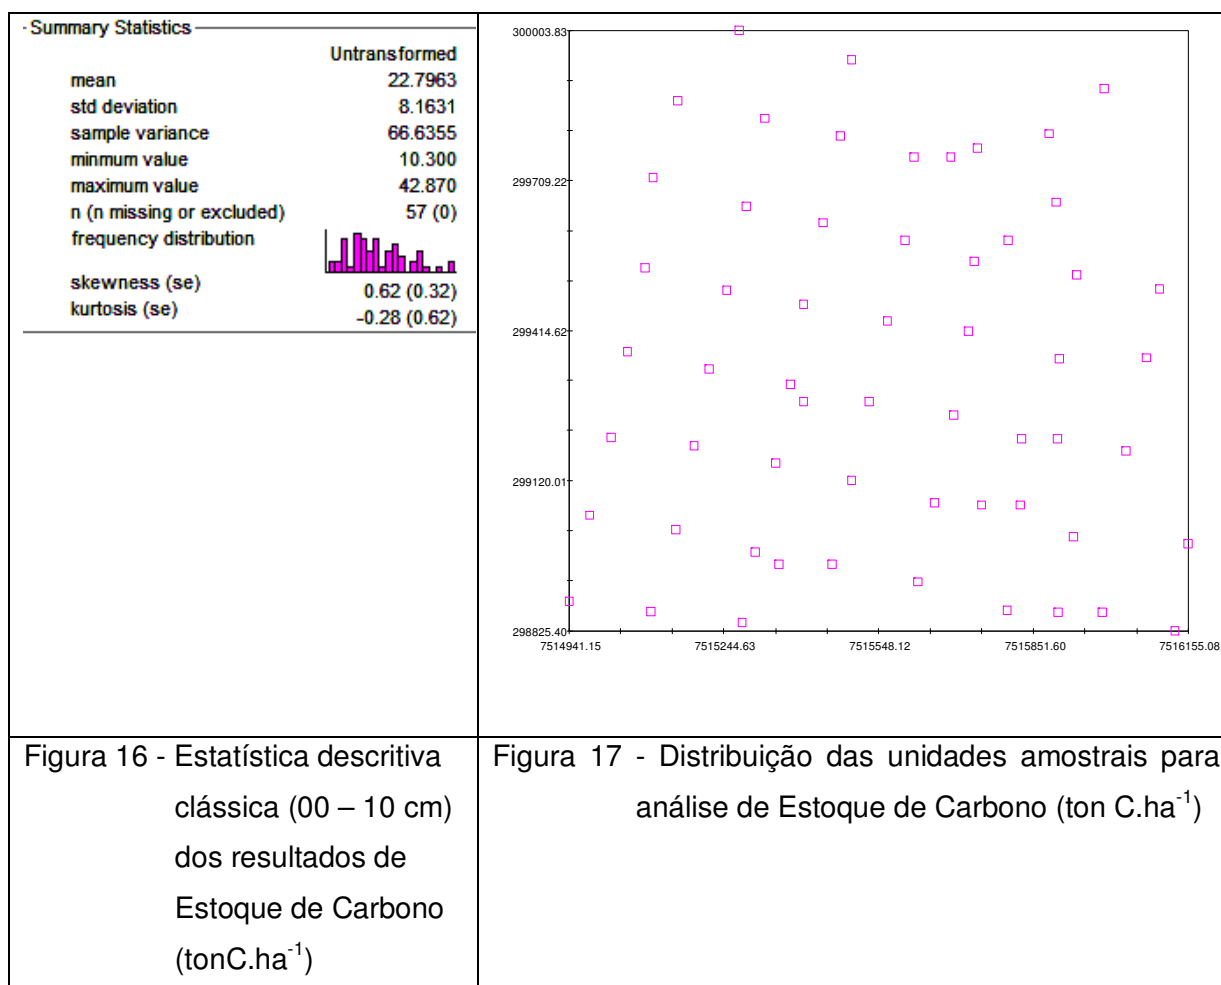 Summary Statistics
Untransformed
mean 22.7963
std deviation 8.1631
sample variance 66.6355
minmum value 10.300
maximum value 42.870
n (n missing or excluded) 57 (0)
frequency distribution
skewness (se) 0.62 (0.32)
kurtosis (se) -0.28 (0.62)
300003.83
299709.22
299414.62
299120.01
298825.40
7514941.15 7515244.63 7515548.12 7515851.60 7516155.08
Figura 16 - Estatística descritiva
clássica (00 – 10 cm)
dos resultados de
Estoque de Carbono
(tonC.ha⁻¹)
Figura 17 - Distribuição das unidades amostrais para
análise de Estoque de Carbono (ton C.ha⁻¹)